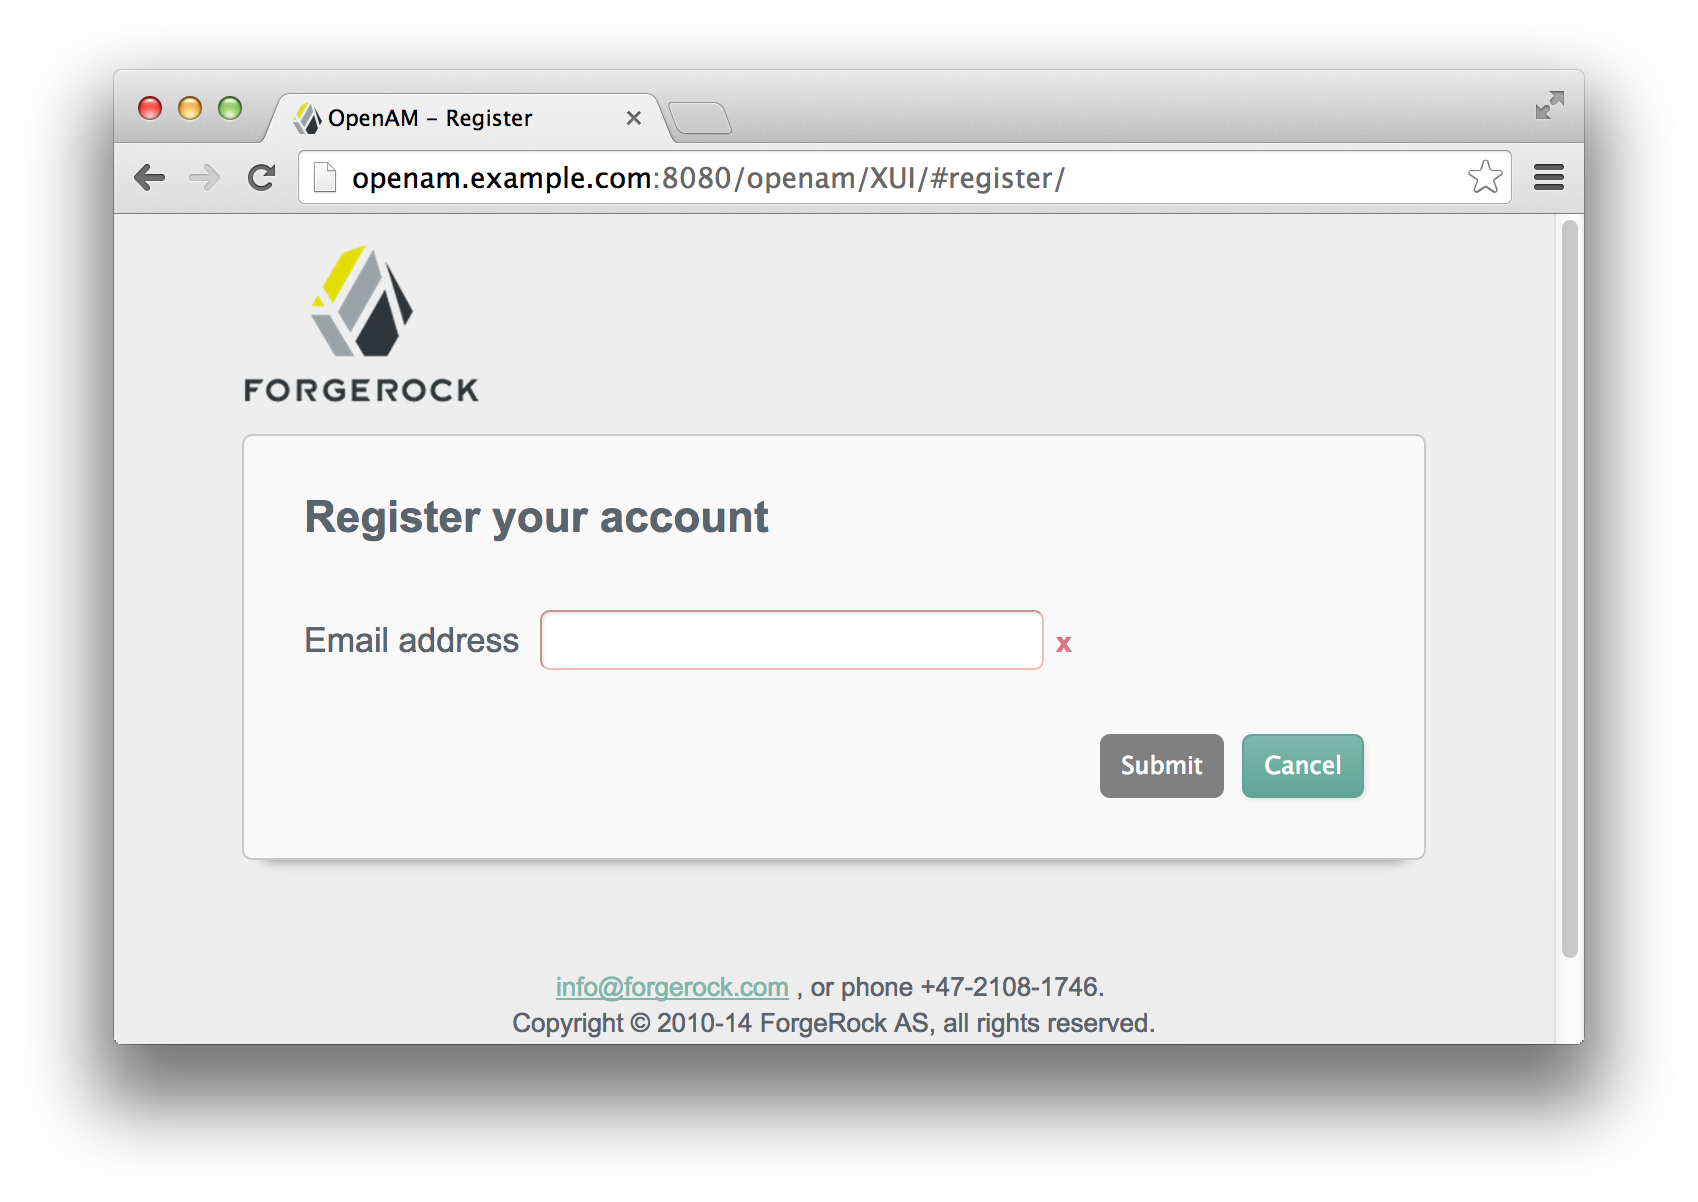 OpenAM – Register
openam.example.com:8080/openam/XUI/#register/
FORGEROCK
Register your account
Email address x
Submit Cancel
info@forgerock.com , or phone +47-2108-1746.
Copyright © 2010-14 ForgeRock AS, all rights reserved.